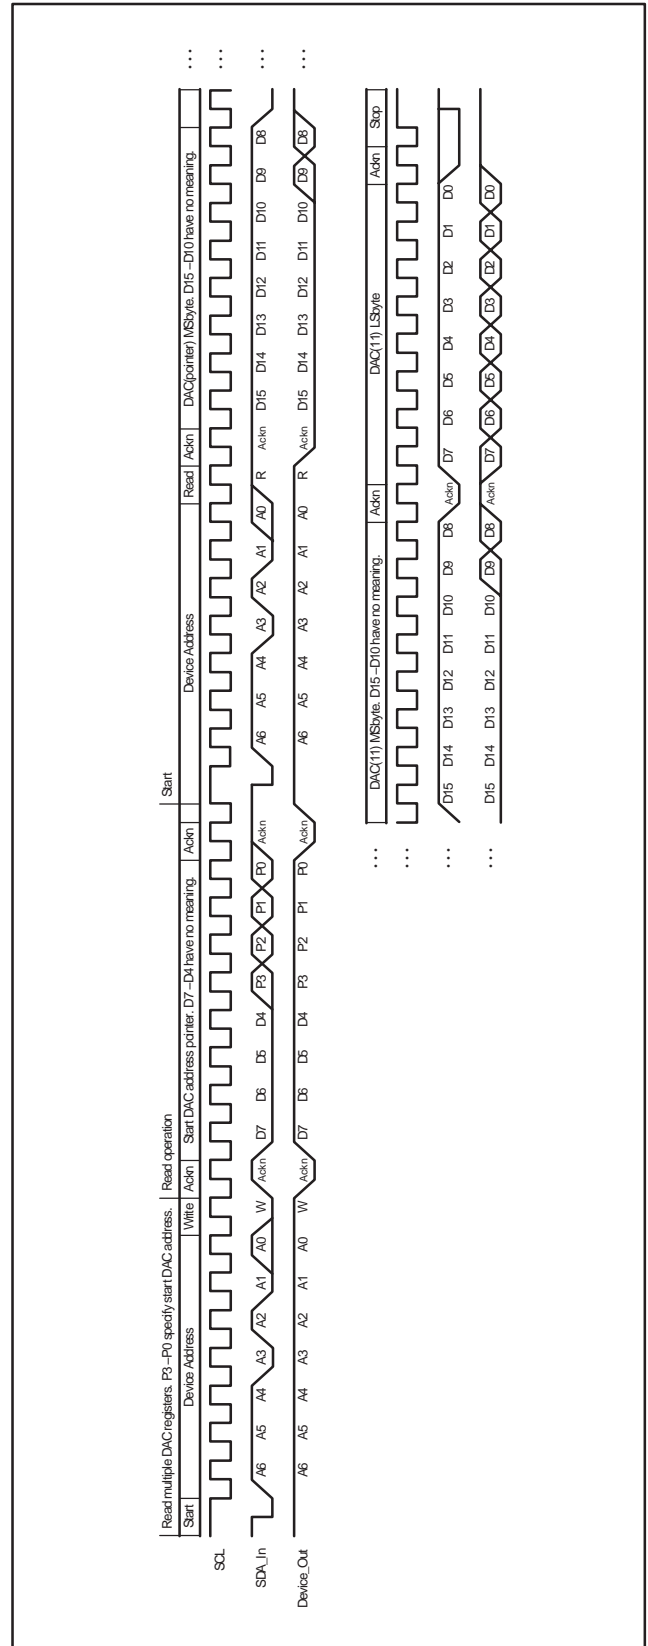 Read multiple DAC registers. P3 – P0 specify start DAC address. Read operation Start
Start Device Address Write Ackn Start DAC address pointer. D7 – D4 have no meaning. Ackn Device Address Read Ackn DAC(pointer) MSbyte. D15 – D10 have no meaning.
SCL ...
SDA_In A6 A5 A4 A3 A2 A1 A0 W Ackn D7 D6 D5 D4 P3 P2 P1 P0 Ackn A6 A5 A4 A3 A2 A1 A0 R Ackn D15 D14 D13 D12 D11 D10 D9 D8 ...
Device_Out A6 A5 A4 A3 A2 A1 A0 W Ackn D7 D6 D5 D4 P3 P2 P1 P0 Ackn A6 A5 A4 A3 A2 A1 A0 R Ackn D15 D14 D13 D12 D11 D10 D9 D8 ...
... DAC(11) MSbyte. D15 – D10 have no meaning. Ackn DAC(11) LSbyte Ackn Stop
...
... D15 D14 D13 D12 D11 D10 D9 D8 Ackn D7 D6 D5 D4 D3 D2 D1 D0
... D15 D14 D13 D12 D11 D10 D9 D8 Ackn D7 D6 D5 D4 D3 D2 D1 D0